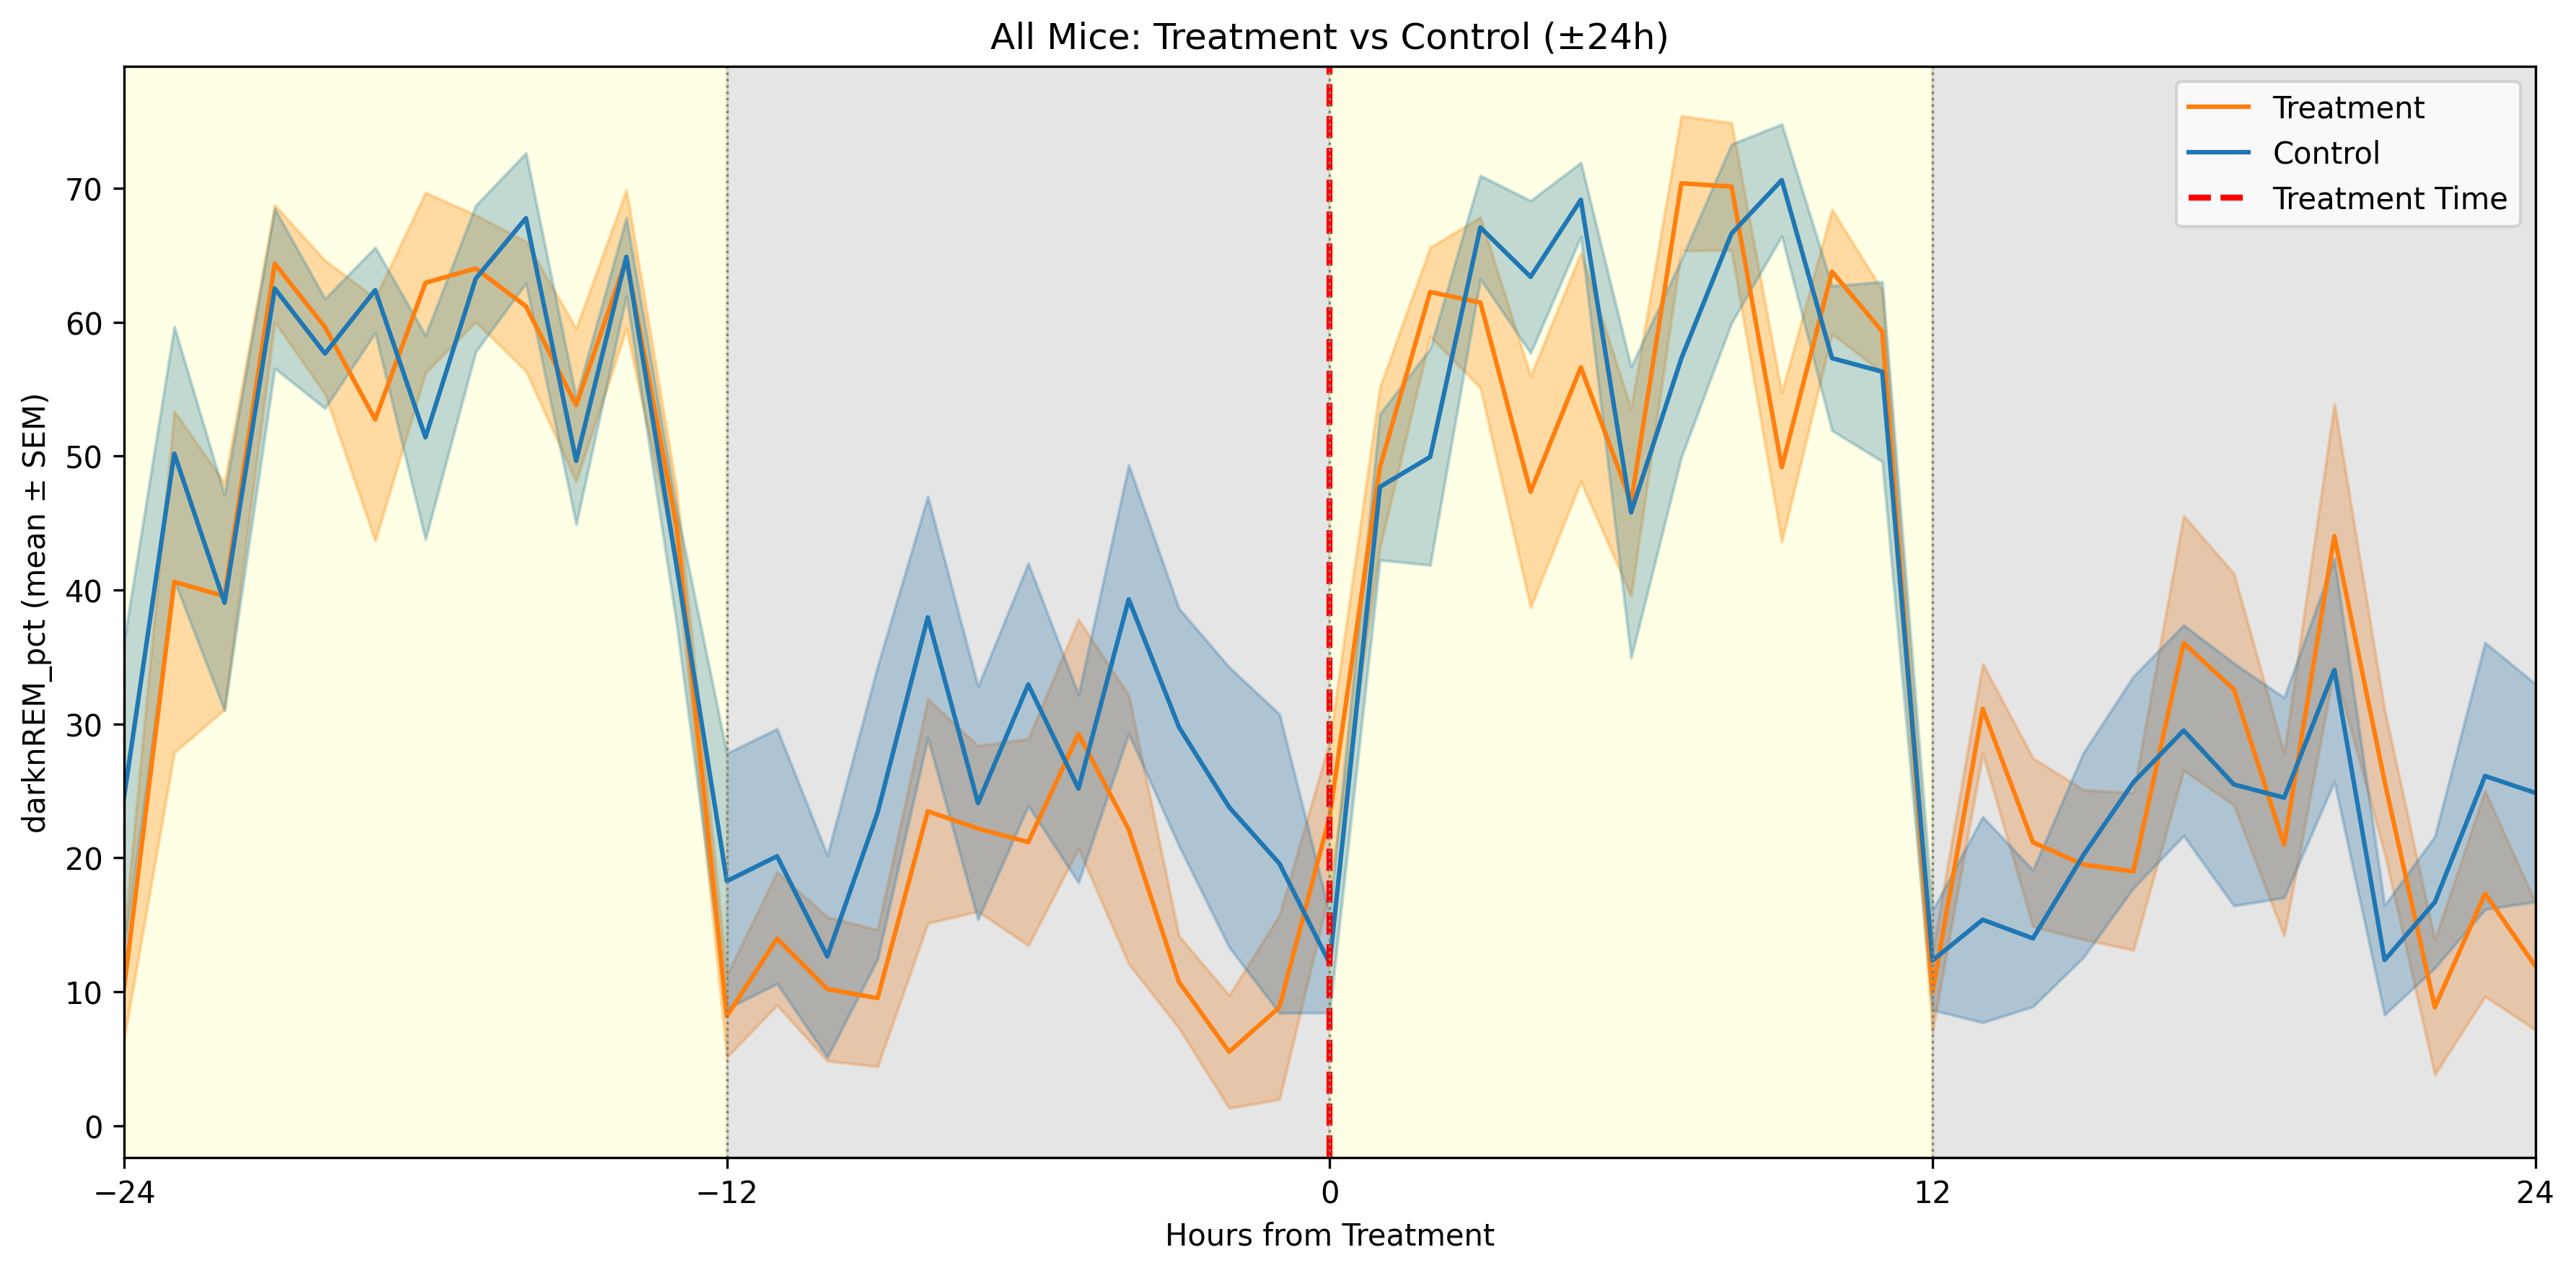 All Mice: Treatment vs Control (±24h)
Treatment
Control
Treatment Time
darknREM_pct (mean ± SEM)
70
60
50
40
30
20
10
0
−24
−12
0
12
24
Hours from Treatment